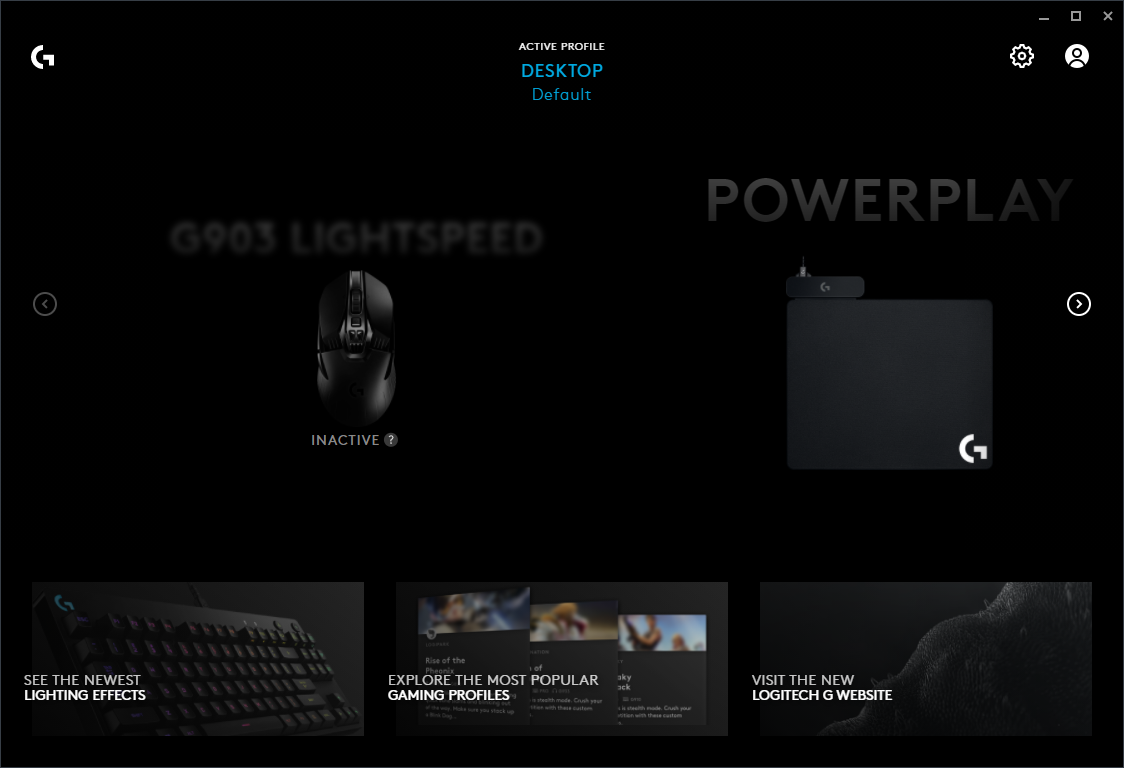 ACTIVE PROFILE
DESKTOP
Default
G903 LIGHTSPEED
POWERPLAY
INACTIVE ?
SEE THE NEWEST
LIGHTING EFFECTS
Rise of the
Pheonix
EXPLORE THE MOST POPULAR
GAMING PROFILES
VISIT THE NEW
LOGITECH G WEBSITE